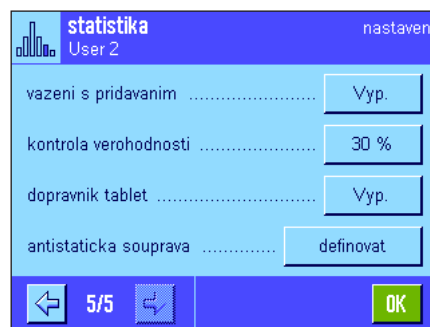 statistika nastaven
User 2
vazeni s pridavanim ........................ Vyp.
kontrola verohodnosti ...................... 30 %
dopravnik tablet ............................. Vyp.
antistaticka souprava .............. definovat
5/5 OK